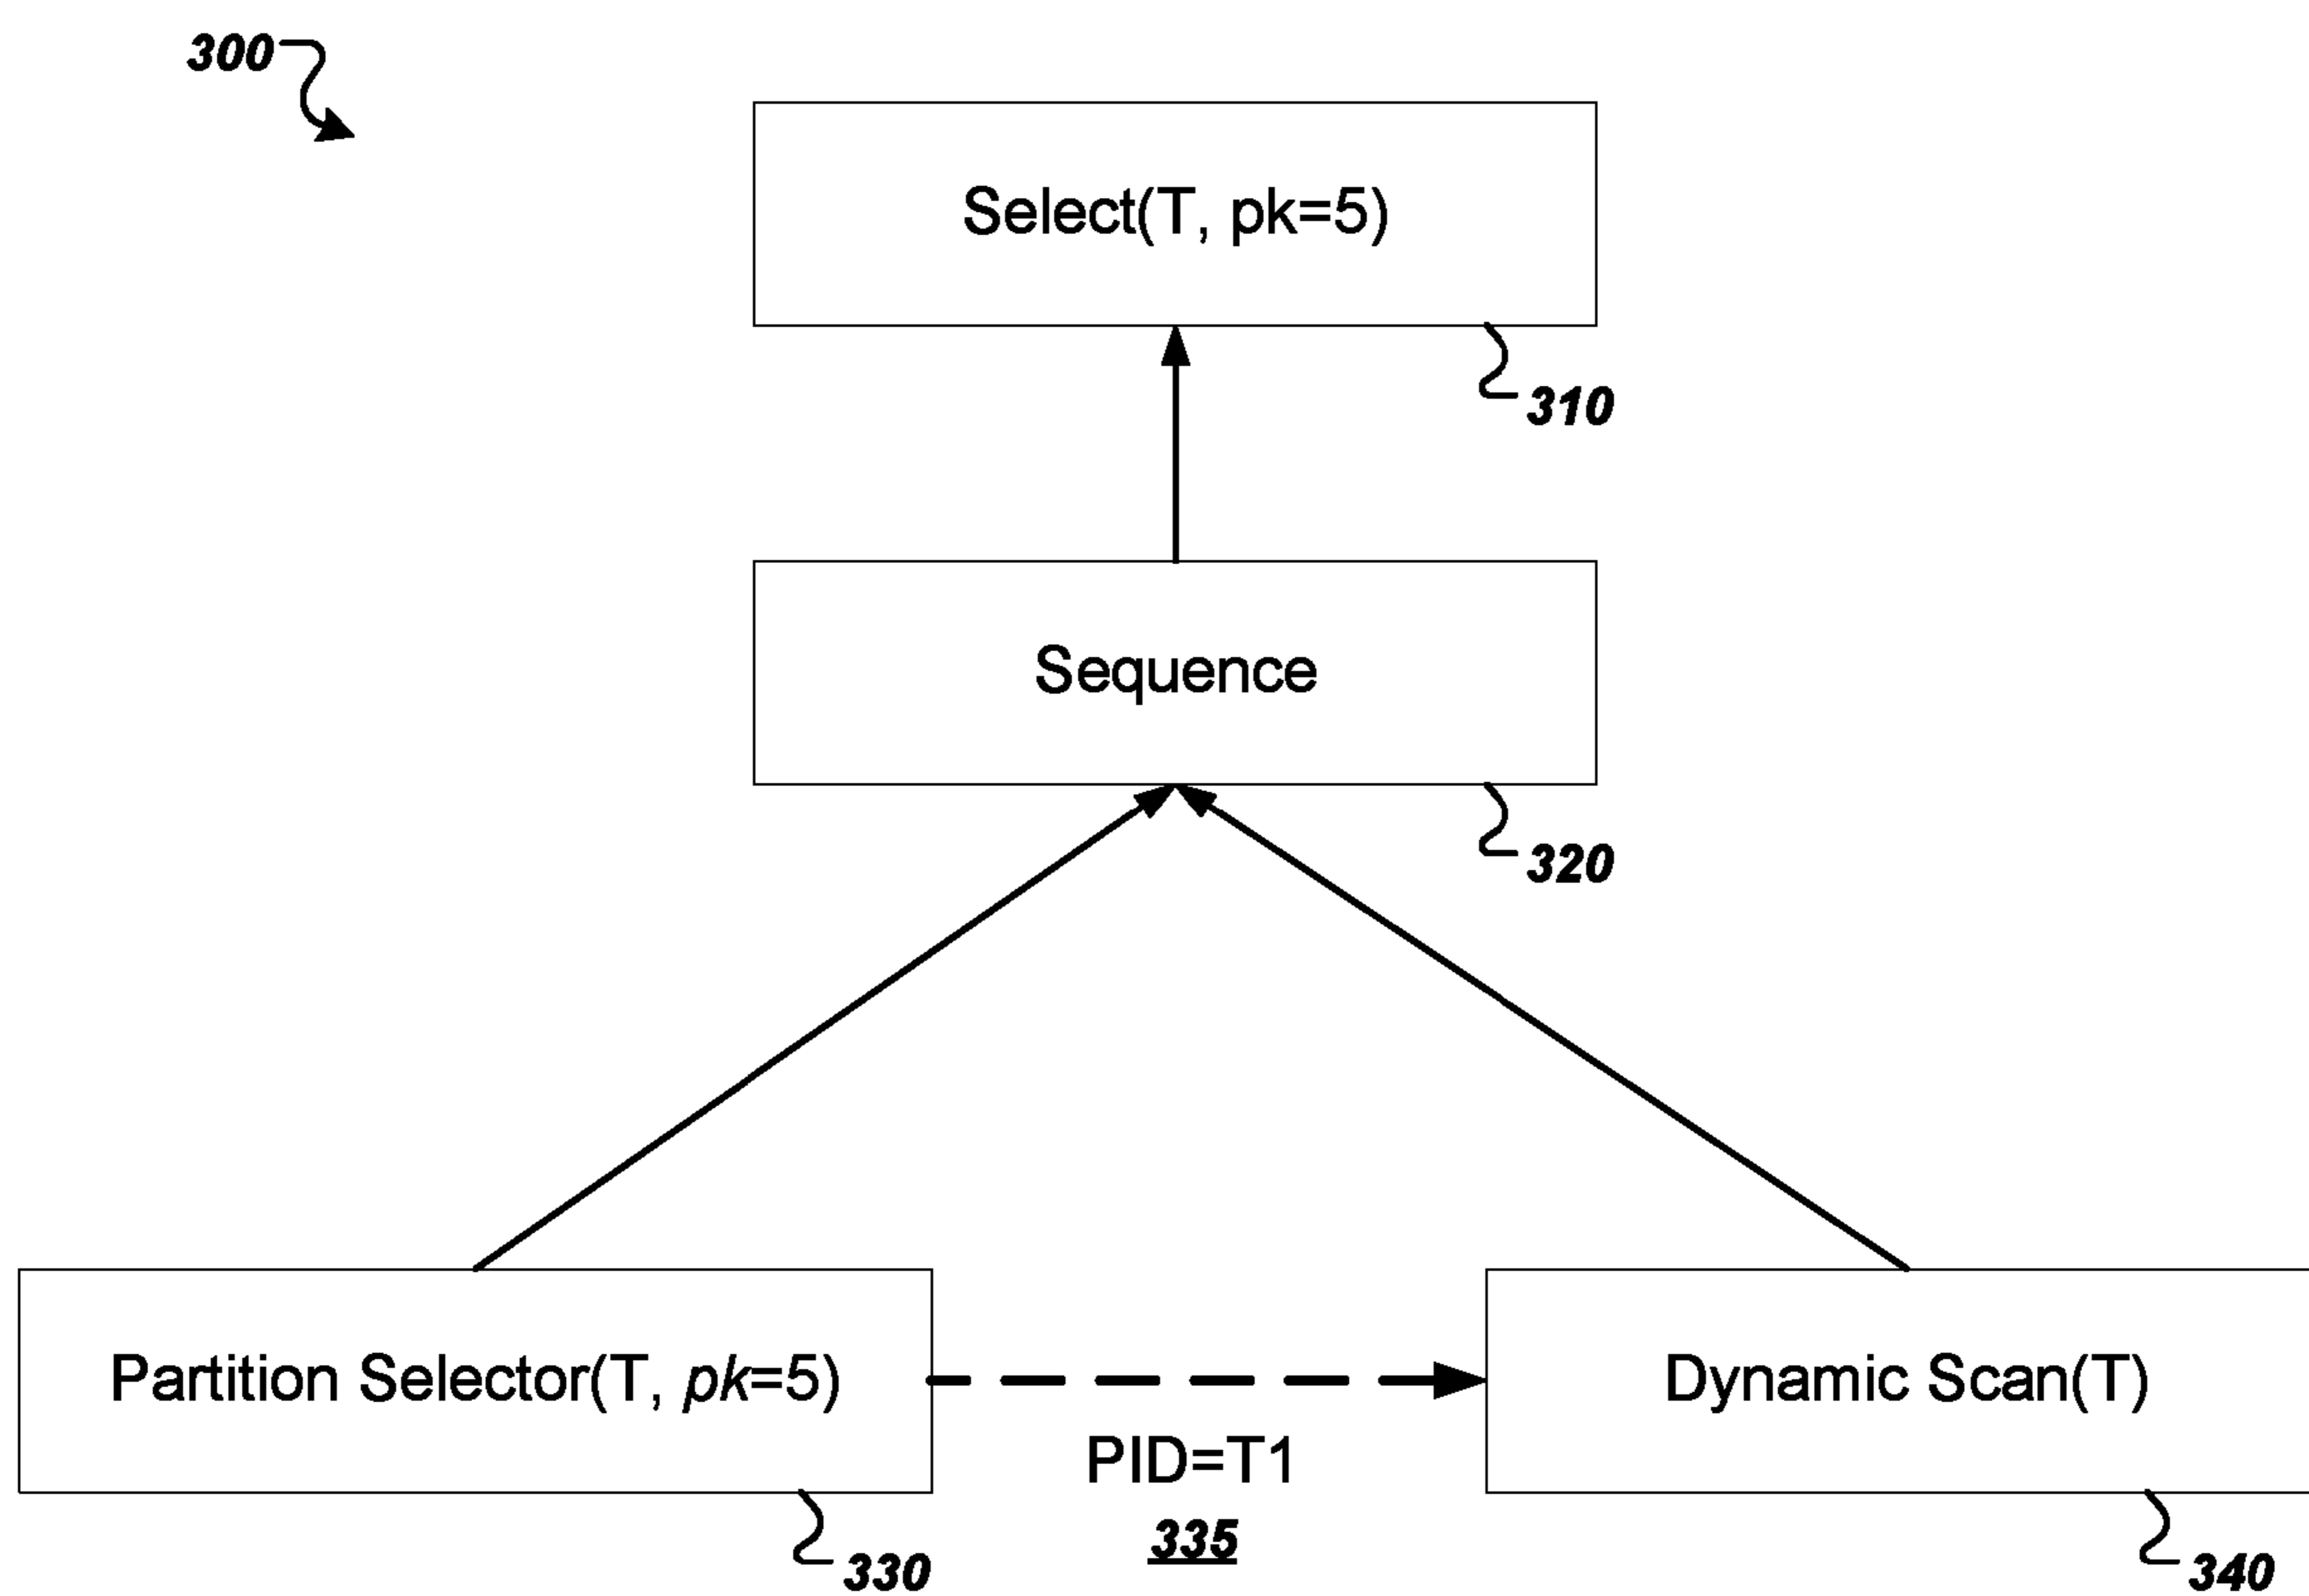 300
Select(T, pk=5)
310
Sequence
320
Partition Selector(T, pk=5)
Dynamic Scan(T)
PID=T1
335
330
340